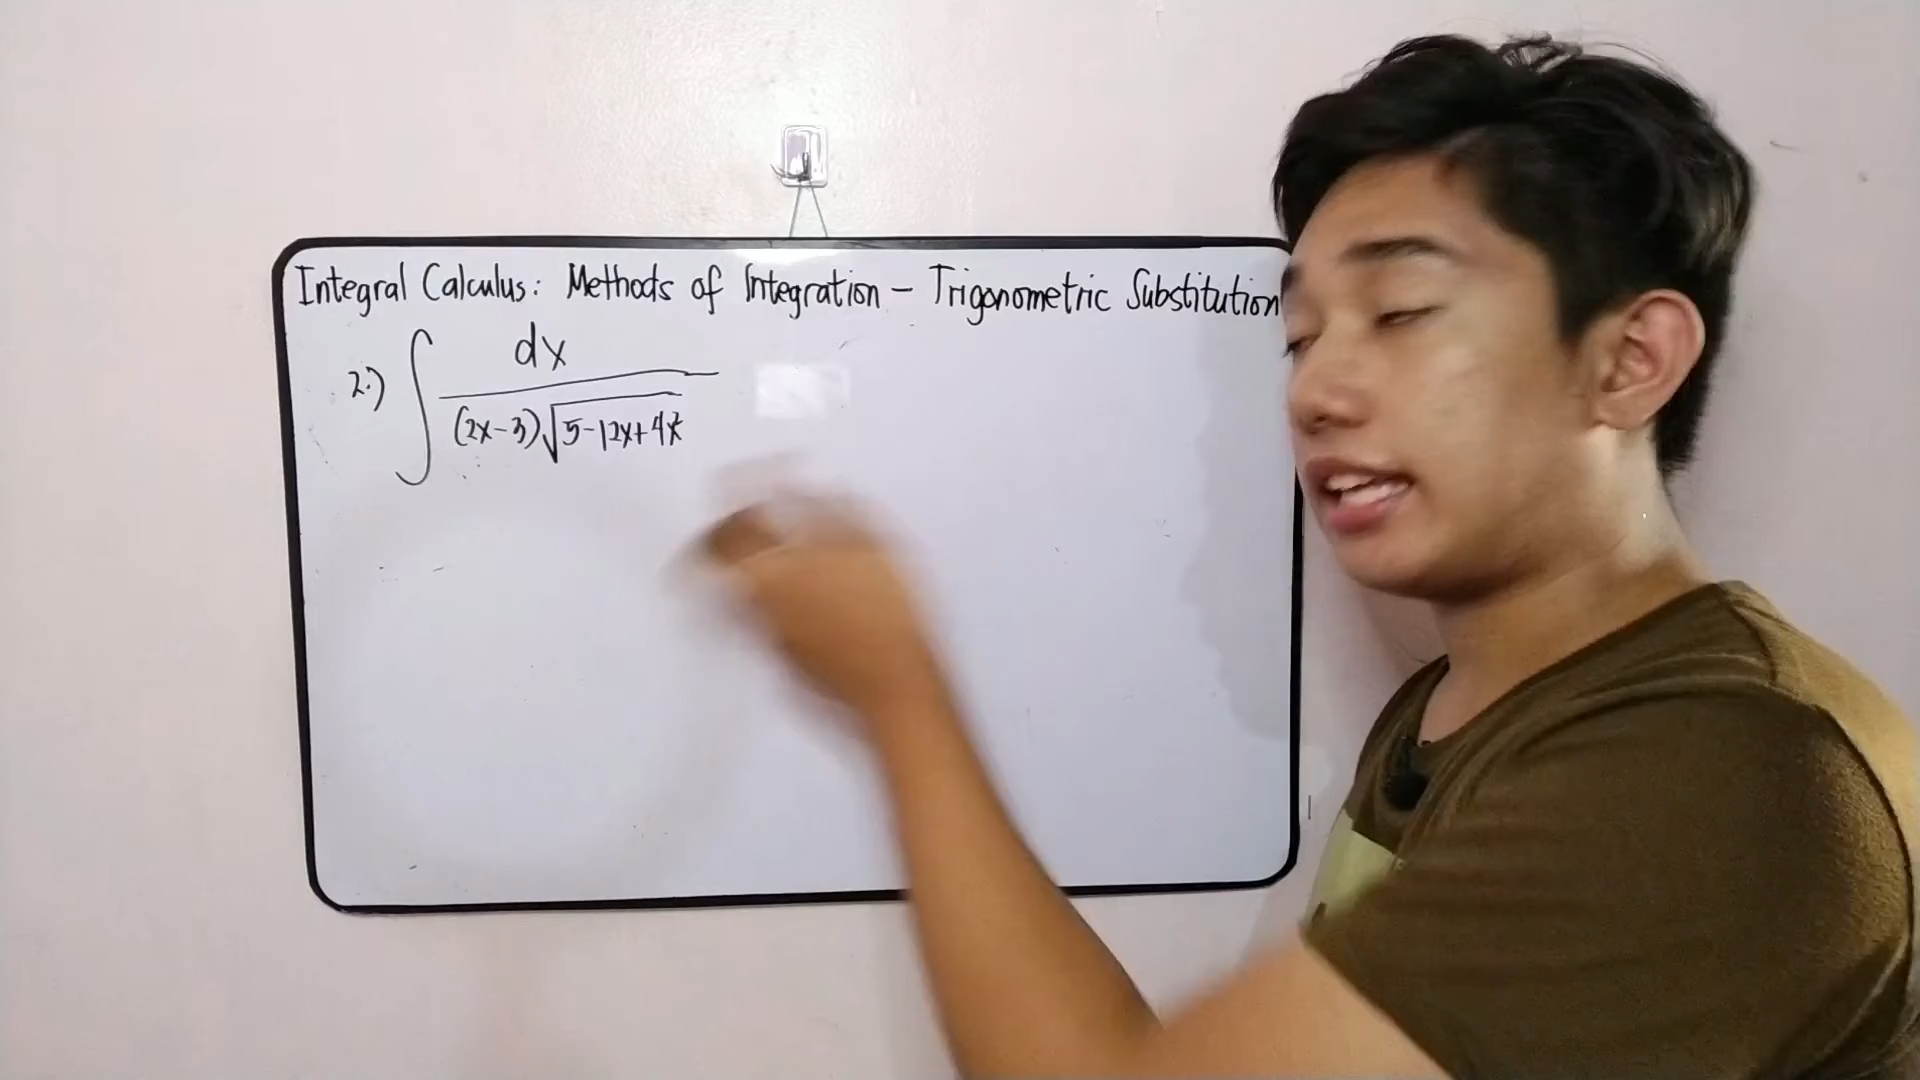 Integral Calculus: Methods of Integration - Trigonometric Substitution
2.) ∫ dx / (2x-3)√5-12x+4x²